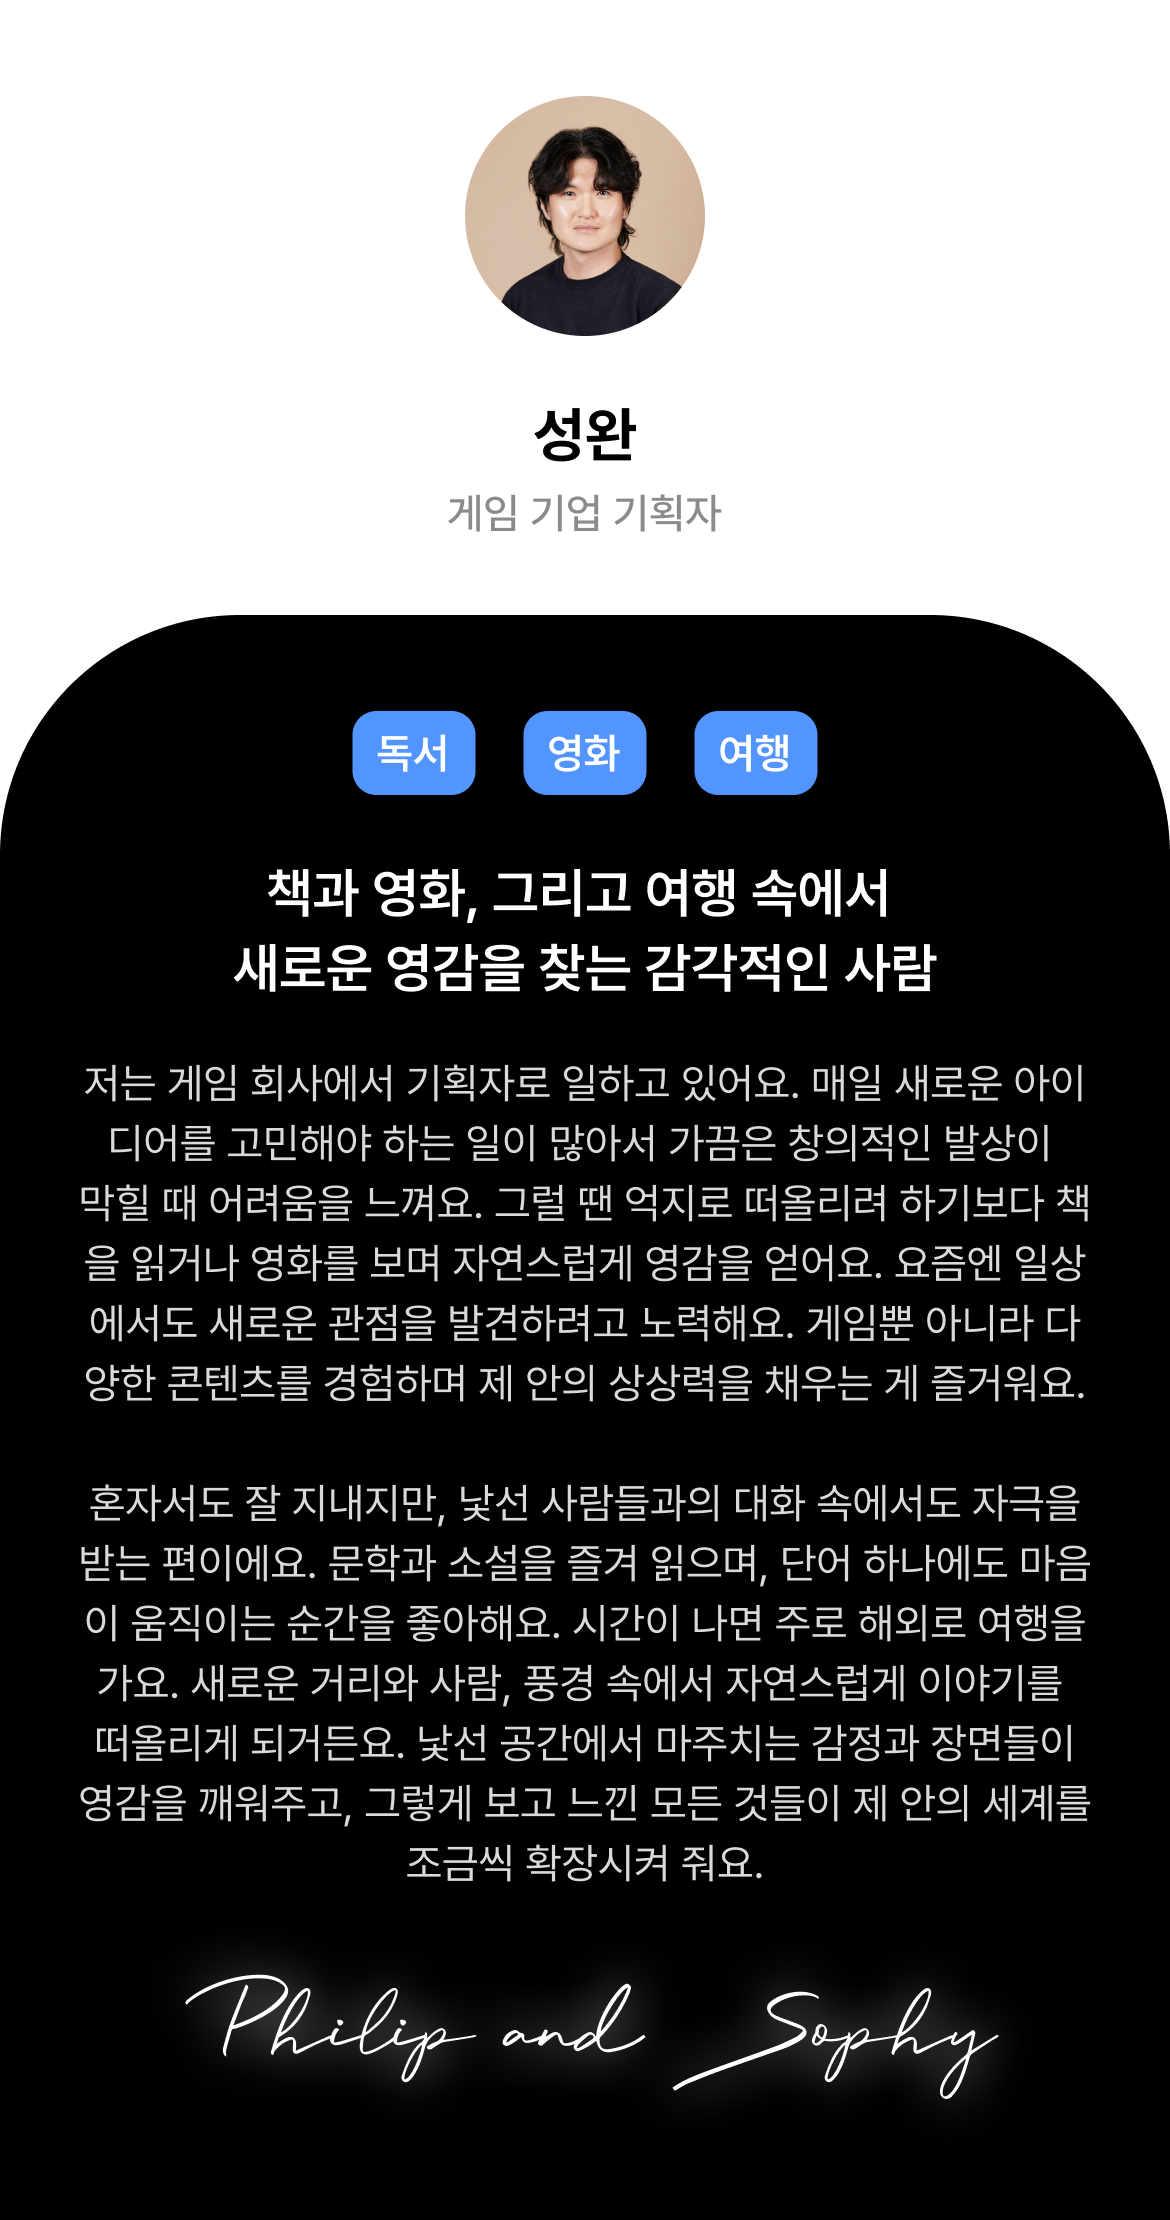 성완
게임 기업 기획자
독서 영화 여행
책과 영화, 그리고 여행 속에서
새로운 영감을 찾는 감각적인 사람
저는 게임 회사에서 기획자로 일하고 있어요. 매일 새로운 아이
디어를 고민해야 하는 일이 많아서 가끔은 창의적인 발상이
막힐 때 어려움을 느껴요. 그럴 땐 억지로 떠올리려 하기보다 책
을 읽거나 영화를 보며 자연스럽게 영감을 얻어요. 요즘엔 일상
에서도 새로운 관점을 발견하려고 노력해요. 게임뿐 아니라 다
양한 콘텐츠를 경험하며 제 안의 상상력을 채우는 게 즐거워요.
혼자서도 잘 지내지만, 낯선 사람들과의 대화 속에서도 자극을
받는 편이에요. 문학과 소설을 즐겨 읽으며, 단어 하나에도 마음
이 움직이는 순간을 좋아해요. 시간이 나면 주로 해외로 여행을
가요. 새로운 거리와 사람, 풍경 속에서 자연스럽게 이야기를
떠올리게 되거든요. 낯선 공간에서 마주치는 감정과 장면들이
영감을 깨워주고, 그렇게 보고 느낀 모든 것들이 제 안의 세계를
조금씩 확장시켜 줘요.
Philip and Sophy